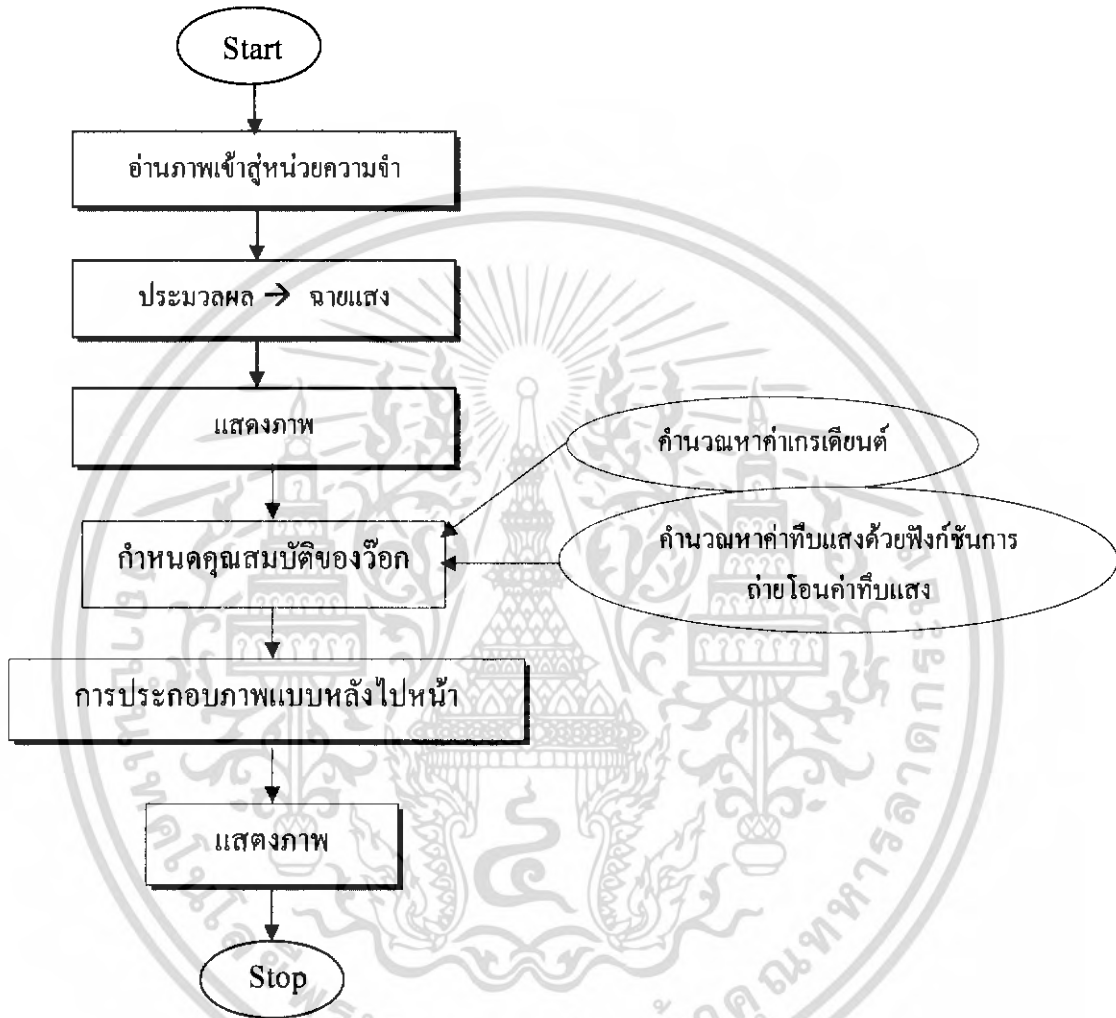 Start
อ่านภาพเข้าสู่หน่วยความจำ
ประมวลผล → ฉายแสง
แสดงภาพ
คำนวณหาค่าเกรเดียนต์
กำหนดคุณสมบัติของว๊อก
คำนวณหาค่าทึบแสงด้วยฟังก์ชันการ
ถ่ายโอนค่าทึบแสง
การประกอบภาพแบบหลังไปหน้า
แสดงภาพ
Stop